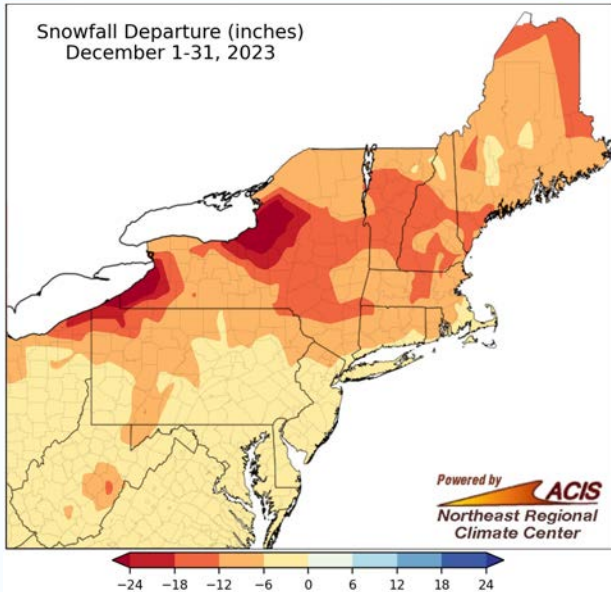 Snowfall Departure (inches)
December 1-31, 2023
Powered by
ACIS
Northeast Regional
Climate Center
−24 −18 −12 −6 0 6 12 18 24